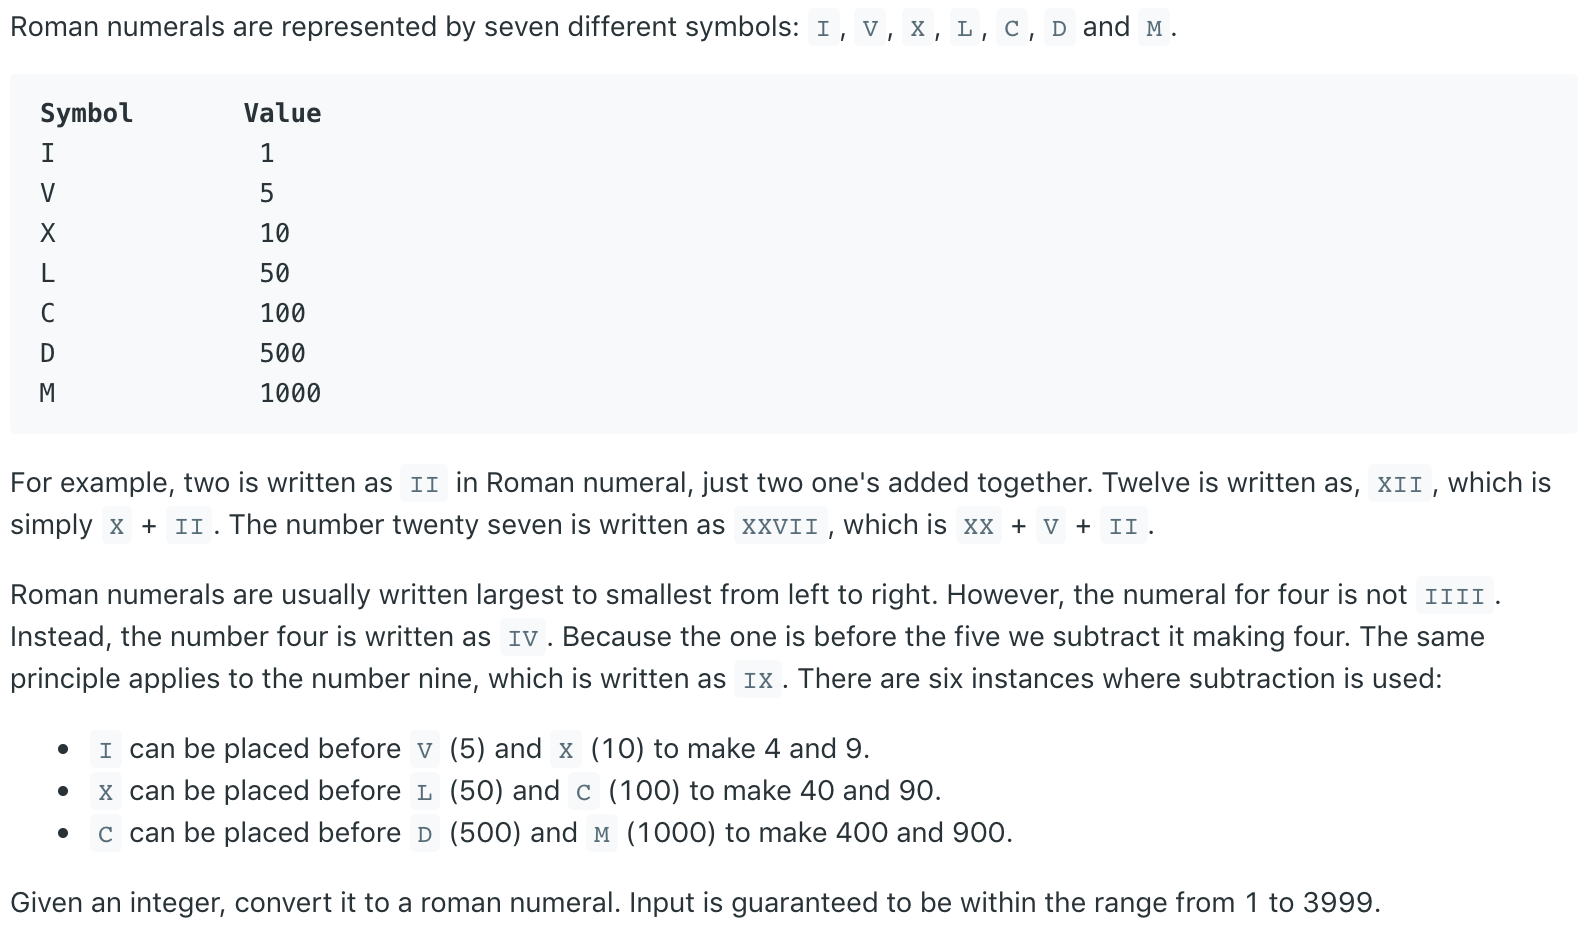 Roman numerals are represented by seven different symbols: I, V, X, L, C, D and M.
Symbol Value
I 1
V 5
X 10
L 50
C 100
D 500
M 1000
For example, two is written as II in Roman numeral, just two one's added together. Twelve is written as, XII, which is
simply X + II. The number twenty seven is written as XXVII, which is XX + V + II.
Roman numerals are usually written largest to smallest from left to right. However, the numeral for four is not IIII.
Instead, the number four is written as IV. Because the one is before the five we subtract it making four. The same
principle applies to the number nine, which is written as IX. There are six instances where subtraction is used:
• I can be placed before V (5) and X (10) to make 4 and 9.
• X can be placed before L (50) and C (100) to make 40 and 90.
• C can be placed before D (500) and M (1000) to make 400 and 900.
Given an integer, convert it to a roman numeral. Input is guaranteed to be within the range from 1 to 3999.